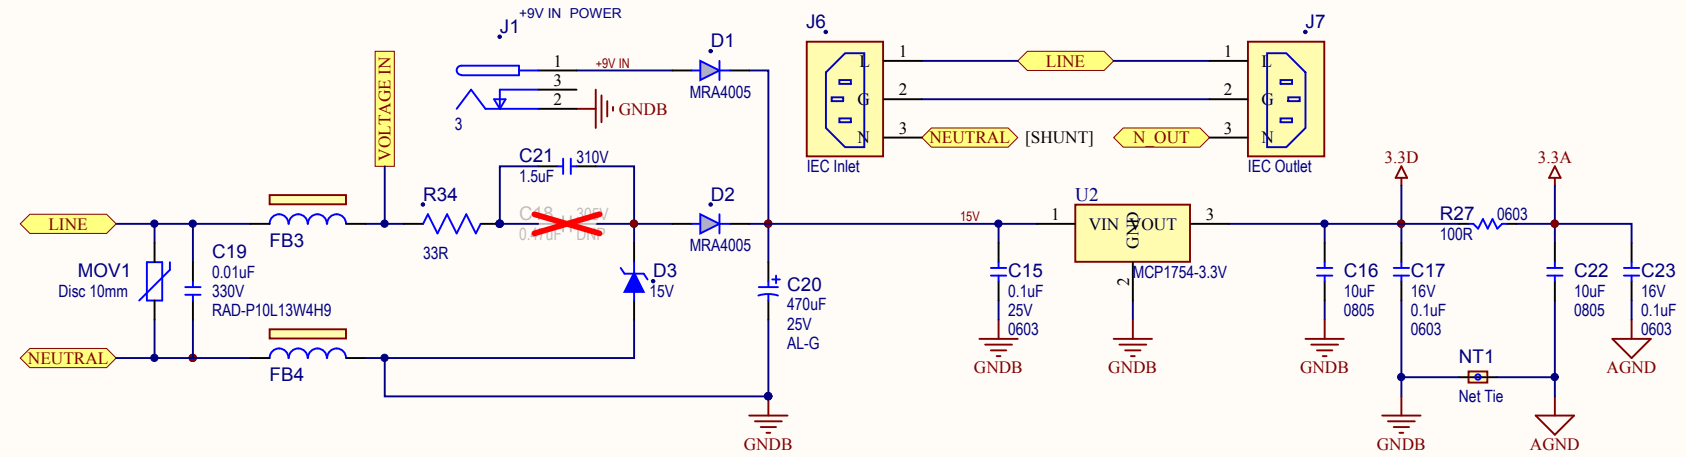 +9V IN POWER
J1
1
+9V IN
3
2
GNDB
3
D1
MRA4005
J6
L
G
N
1
2
3
IEC Inlet
LINE
NEUTRAL
[SHUNT]
N_OUT
J7
1
2
3
L
G
N
IEC Outlet
VOLTAGE IN
LINE
NEUTRAL
MOV1
Disc 10mm
C19
0.01uF
330V
RAD-P10L13W4H9
FB3
FB4
R34
33R
C21
310V
1.5uF
C18
305V
0.47uF
DNP
D2
MRA4005
D3
15V
C20
470uF
25V
AL-G
GNDB
15V
C15
0.1uF
25V
0603
GNDB
U2
1
VIN
GND
VOUT
3
2
MCP1754-3.3V
GNDB
C16
10uF
0805
GNDB
3.3D
C17
16V
0.1uF
0603
GNDB
R27
0603
100R
3.3A
C22
10uF
0805
C23
16V
0.1uF
0603
AGND
NT1
Net Tie
AGND